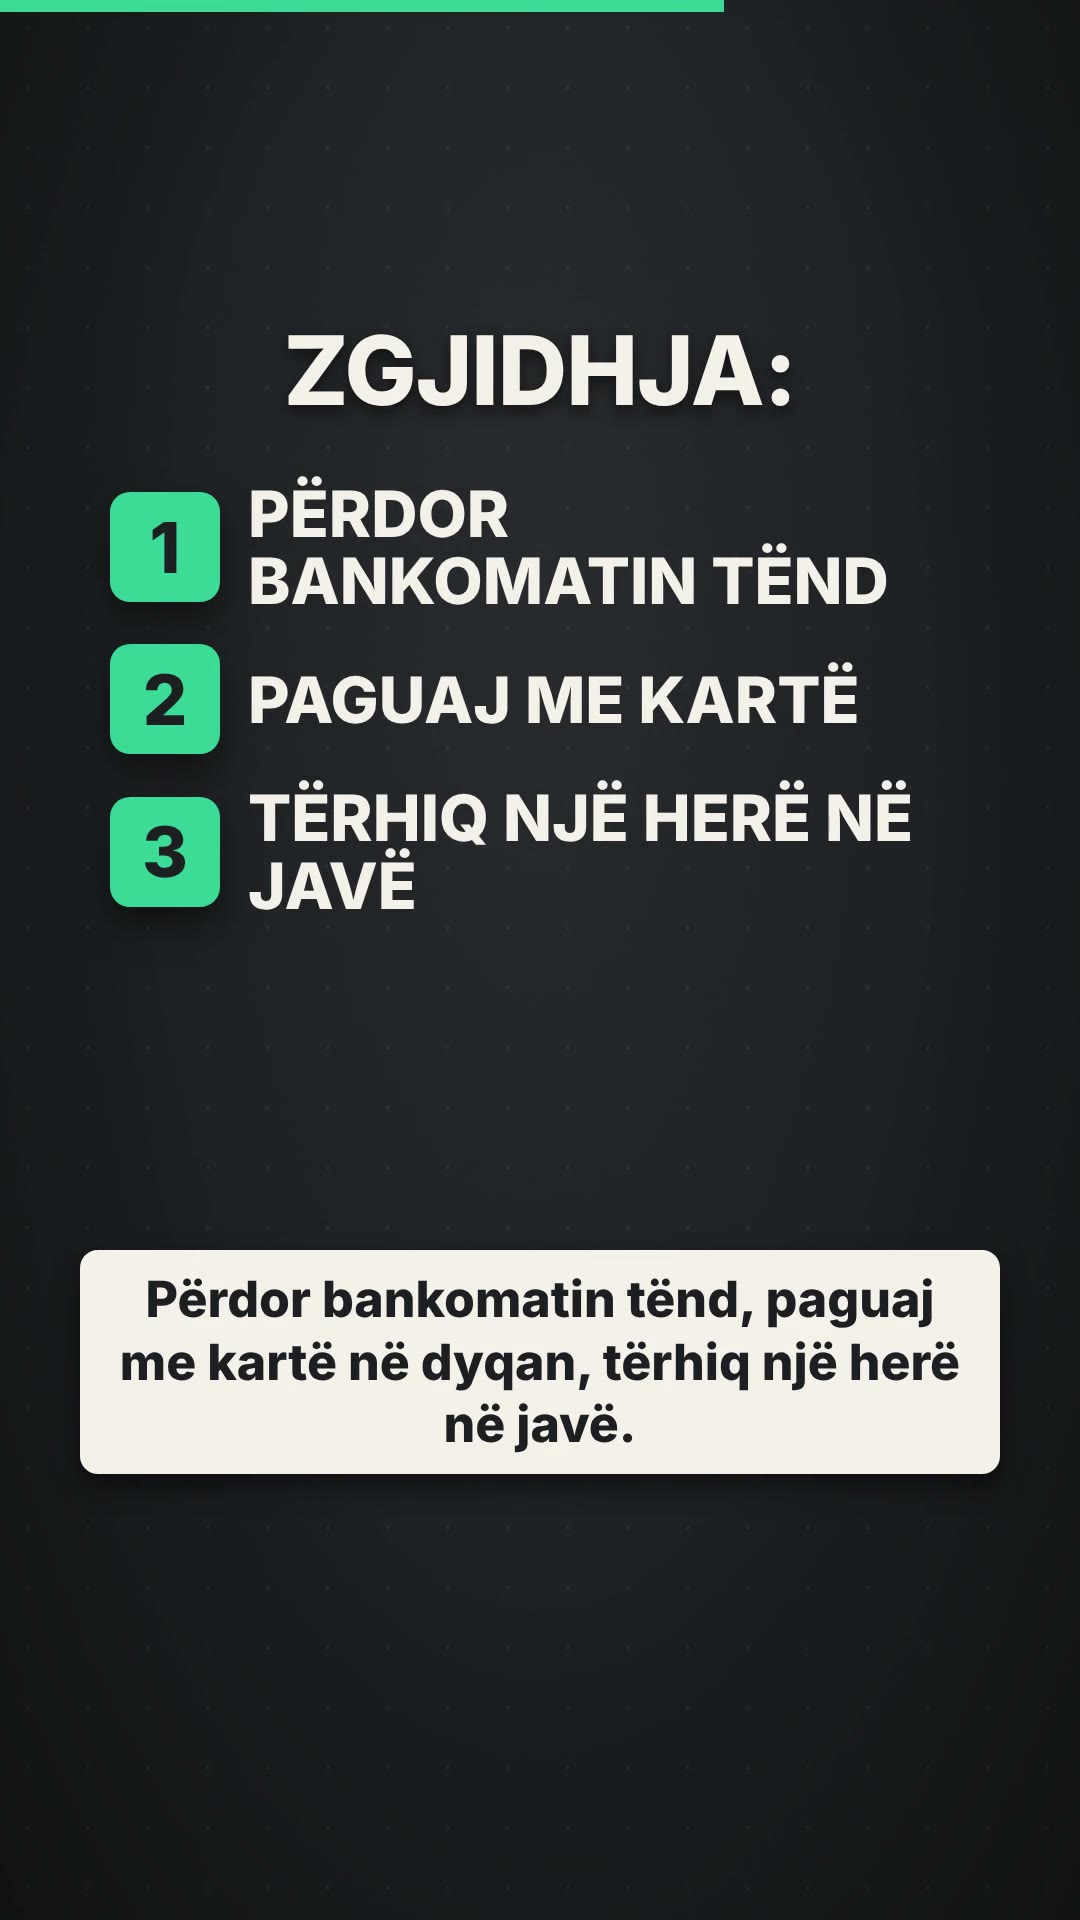 ZGJIDHJA:
1
PËRDOR
BANKOMATIN TËND
2
PAGUAJ ME KARTË
3
TËRHIQ NJË HERË NË
JAVË
Përdor bankomatin tënd, paguaj
me kartë në dyqan, tërhiq një herë
në javë.